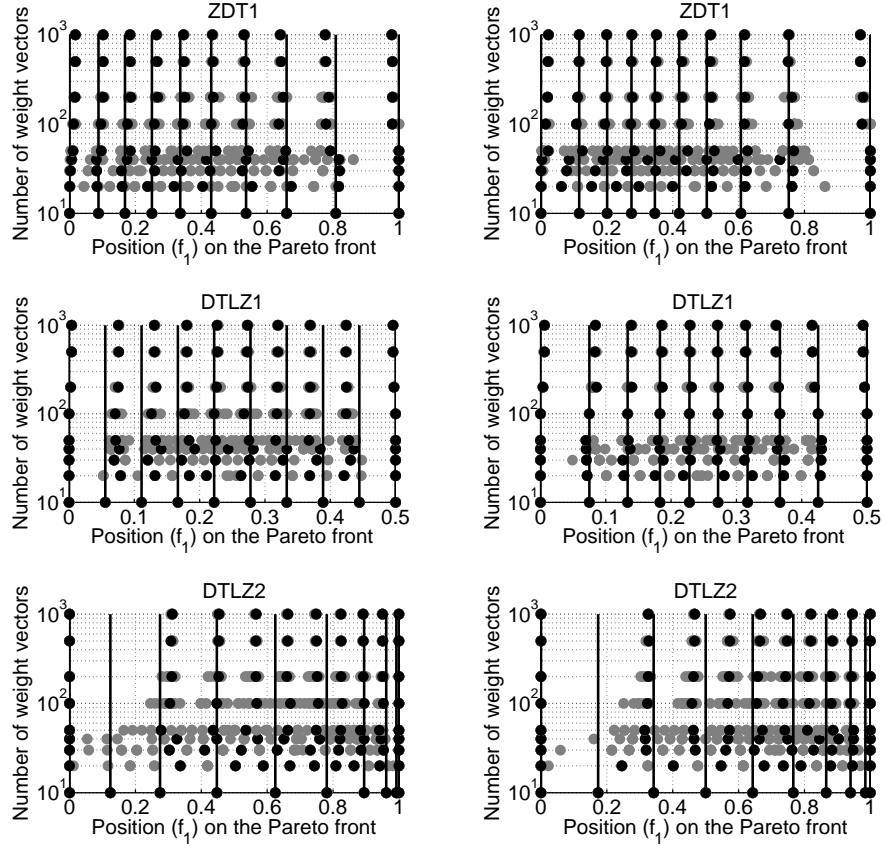 ZDT1
Number of weight vectors
10^3
10^2
10^1
0 0.2 0.4 0.6 0.8 1
Position (f_1) on the Pareto front
ZDT1
Number of weight vectors
10^3
10^2
10^1
0 0.2 0.4 0.6 0.8 1
Position (f_1) on the Pareto front
DTLZ1
Number of weight vectors
10^3
10^2
10^1
0 0.1 0.2 0.3 0.4 0.5
Position (f_1) on the Pareto front
DTLZ1
Number of weight vectors
10^3
10^2
10^1
0 0.1 0.2 0.3 0.4 0.5
Position (f_1) on the Pareto front
DTLZ2
Number of weight vectors
10^3
10^2
10^1
0 0.2 0.4 0.6 0.8 1
Position (f_1) on the Pareto front
DTLZ2
Number of weight vectors
10^3
10^2
10^1
0 0.2 0.4 0.6 0.8 1
Position (f_1) on the Pareto front